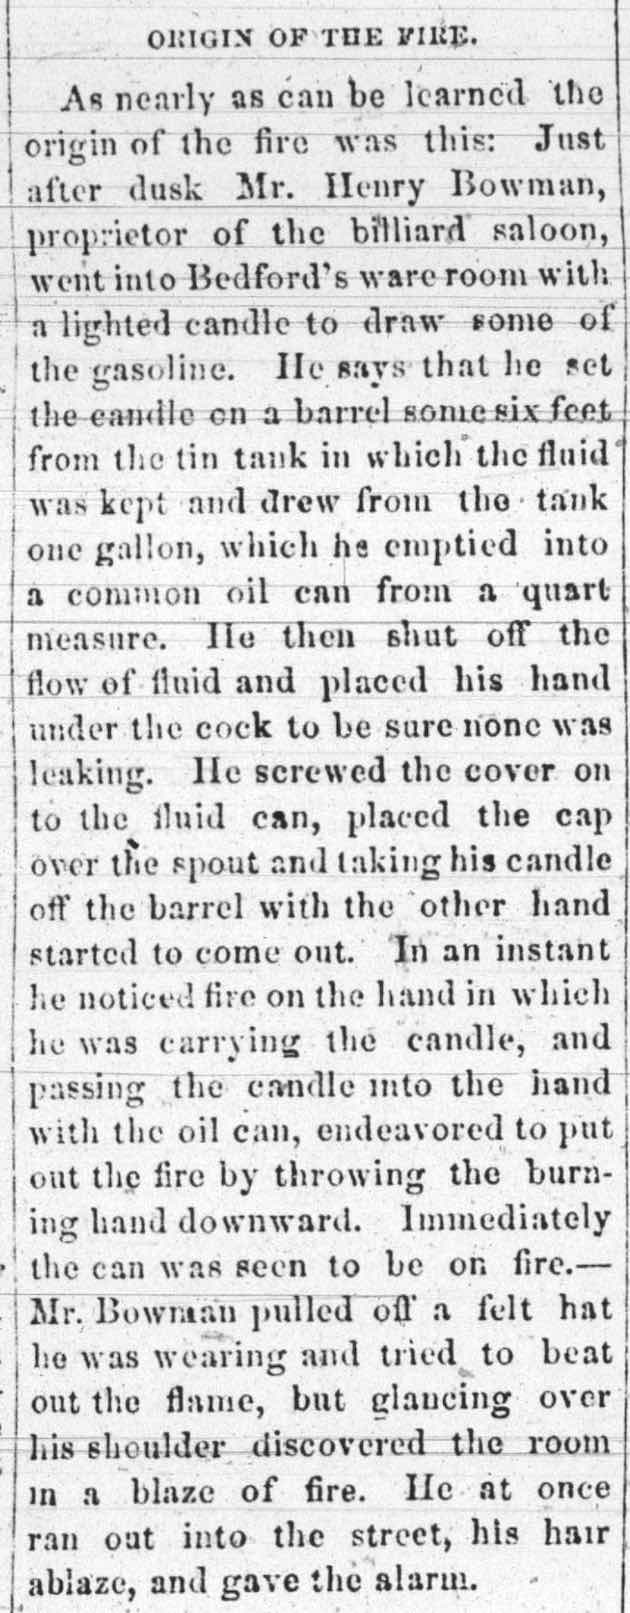 ORIGIN OF THE FIRE.
As nearly as can be learned the
origin of the fire was this: Just
after dusk Mr. Henry Bowman,
proprietor of the billiard saloon,
went into Bedford's ware room with
a lighted candle to draw some of
the gasoline. He says that he set
the candle on a barrel some six feet
from the tin tank in which the fluid
was kept and drew from the tank
one gallon, which he emptied into
a common oil can from a quart
measure. He then shut off the
flow of fluid and placed his hand
under the cock to be sure none was
leaking. He screwed the cover on
to the fluid can, placed the cap
over the spout and taking his candle
off the barrel with the other hand
started to come out. In an instant
he noticed fire on the hand in which
he was carrying the candle, and
passing the candle into the hand
with the oil can, endeavored to put
out the fire by throwing the burn-
ing hand downward. Immediately
the can was seen to be on fire.—
Mr. Bowman pulled off a felt hat
he was wearing and tried to beat
out the flame, but glancing over
his shoulder discovered the room
in a blaze of fire. He at once
ran out into the street, his hair
ablaze, and gave the alarm.